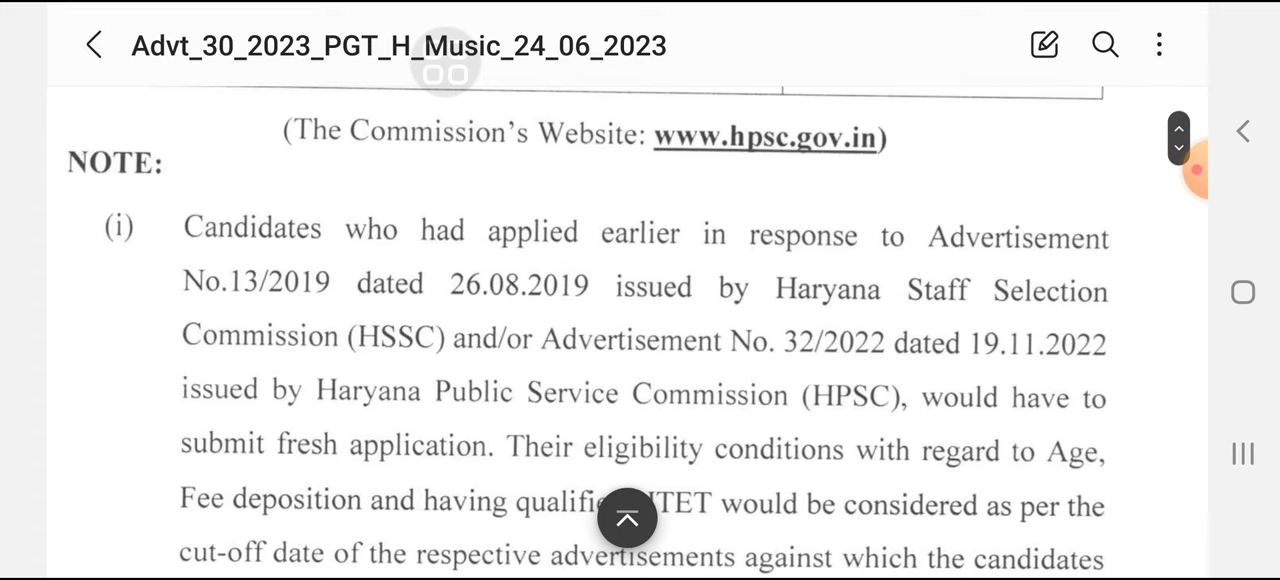 Advt_30_2023_PGT_H_Music_24_06_2023
(The Commission's Website: www.hpsc.gov.in)
NOTE:
(i) Candidates who had applied earlier in response to Advertisement
No.13/2019 dated 26.08.2019 issued by Haryana Staff Selection
Commission (HSSC) and/or Advertisement No. 32/2022 dated 19.11.2022
issued by Haryana Public Service Commission (HPSC), would have to
submit fresh application. Their eligibility conditions with regard to Age,
Fee deposition and having would be considered as per the
cut-off date of the respective advertisements against which the candidates